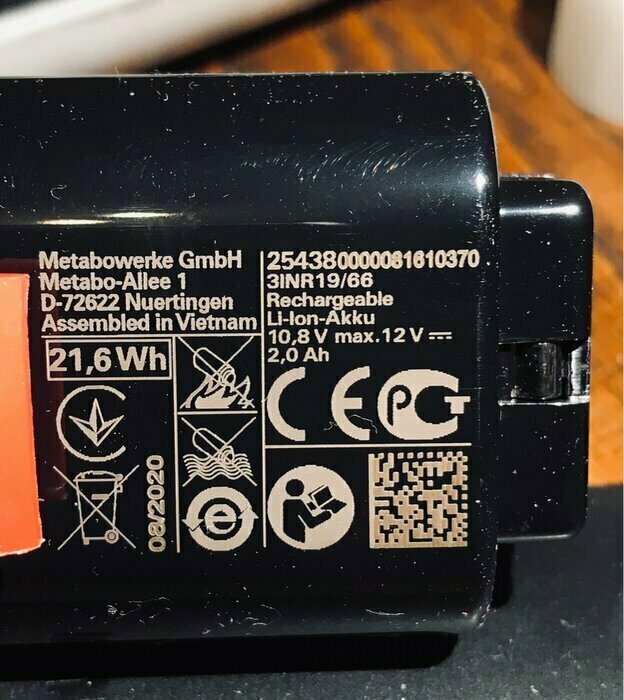 Metabowerke GmbH
Metabo-Allee 1
D-72622 Nuertingen
Assembled in Vietnam
21,6 Wh
08/2020
e
254380000081610370
3INR19/66
Rechargeable
Li-Ion-Akku
10,8 V max. 12 V
2,0 Ah
CE PCT